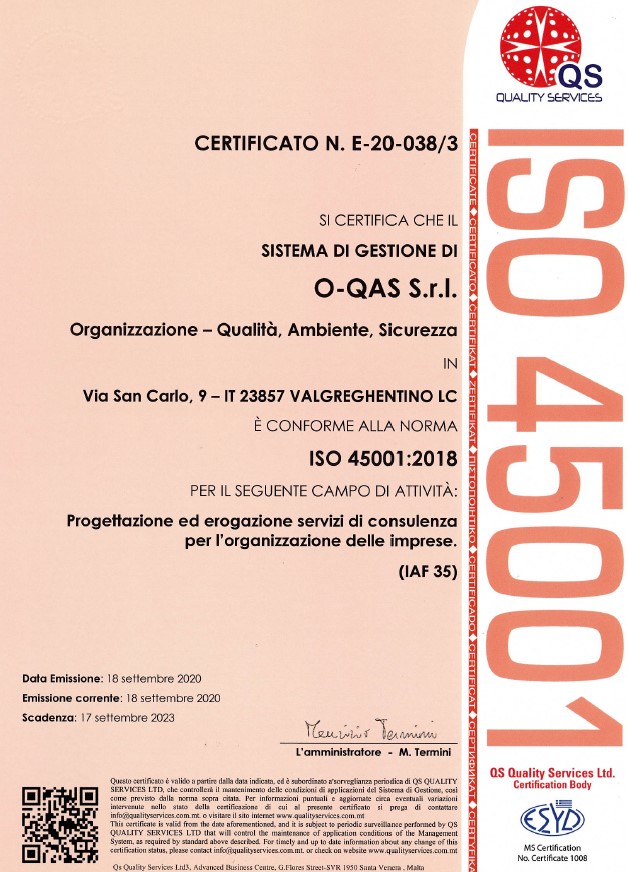 QS
QUALITY SERVICES
CERTIFICATO N. E-20-038/3
SI CERTIFICA CHE IL
SISTEMA DI GESTIONE DI
O-QAS S.r.l.
Organizzazione – Qualità, Ambiente, Sicurezza
IN
Via San Carlo, 9 – IT 23857 VALGREGHENTINO LC
È CONFORME ALLA NORMA
ISO 45001:2018
PER IL SEGUENTE CAMPO DI ATTIVITÀ:
Progettazione ed erogazione servizi di consulenza
per l'organizzazione delle imprese.
(IAF 35)
Data Emissione: 18 settembre 2020
Emissione corrente: 18 settembre 2020
Scadenza: 17 settembre 2023
Maurizio Termini
L'amministratore - M. Termini
Questo certificato è valido a partire dalla data indicata, ed è subordinato a sorveglianza periodica di QS QUALITY
SERVICES LTD, che controllerà il mantenimento delle condizioni di applicazioni del Sistema di Gestione, così
come previsto dalla norma sopra citata. Per informazioni puntuali e aggiornate circa eventuali variazioni
intervenute nello stato della certificazione di cui al presente certificato si prega di contattare
info@qualityservices.com.mt. o visitare il sito internet www.qualityservices.com.mt
This certificate is valid from the date aforementioned, and it is subject to periodic surveillance performed by QS
QUALITY SERVICES LTD that will control the maintenance of application conditions of the Management
System, as required by standard above described. For timely and up to date information about any change of this
certification status, please contact info@qualityservices.com.mt. or check on website www.qualityservices.com.mt
Qs Quality Services Ltd3, Advanced Business Centre, G.Flores Street-SVR 1950 Santa Venera , Malta
CERTIFICATE ◆ CERTIFICATO ◆ CERTIFIKAT ◆ ZERTIFIKAT ◆ ΠΙΣΤΟΠΟΙΗΤΙΚΟ ◆ CERTIFICADO ◆ CERTIFICAT ◆ СЕРТИФИКАТ ◆
ISO 45001
QS Quality Services Ltd.
Certification Body
ESYD
MS Certification
No. Certificate 1008